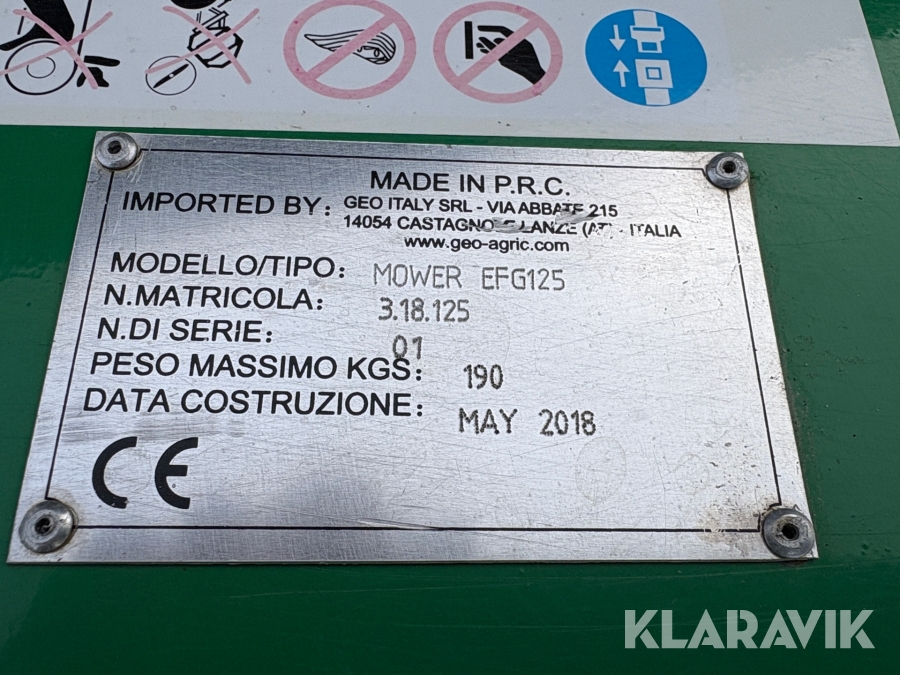 MADE IN P.R.C.
IMPORTED BY: GEO ITALY SRL - VIA ABBATE 215
14054 CASTAGNOLE LANZE (AT) - ITALIA
www.geo-agric.com
MODELLO/TIPO: MOWER EFG125
N.MATRICOLA: 3.18.125
N.DI SERIE: 01
PESO MASSIMO KGS: 190
DATA COSTRUZIONE: MAY 2018
CE
KLARAVIK